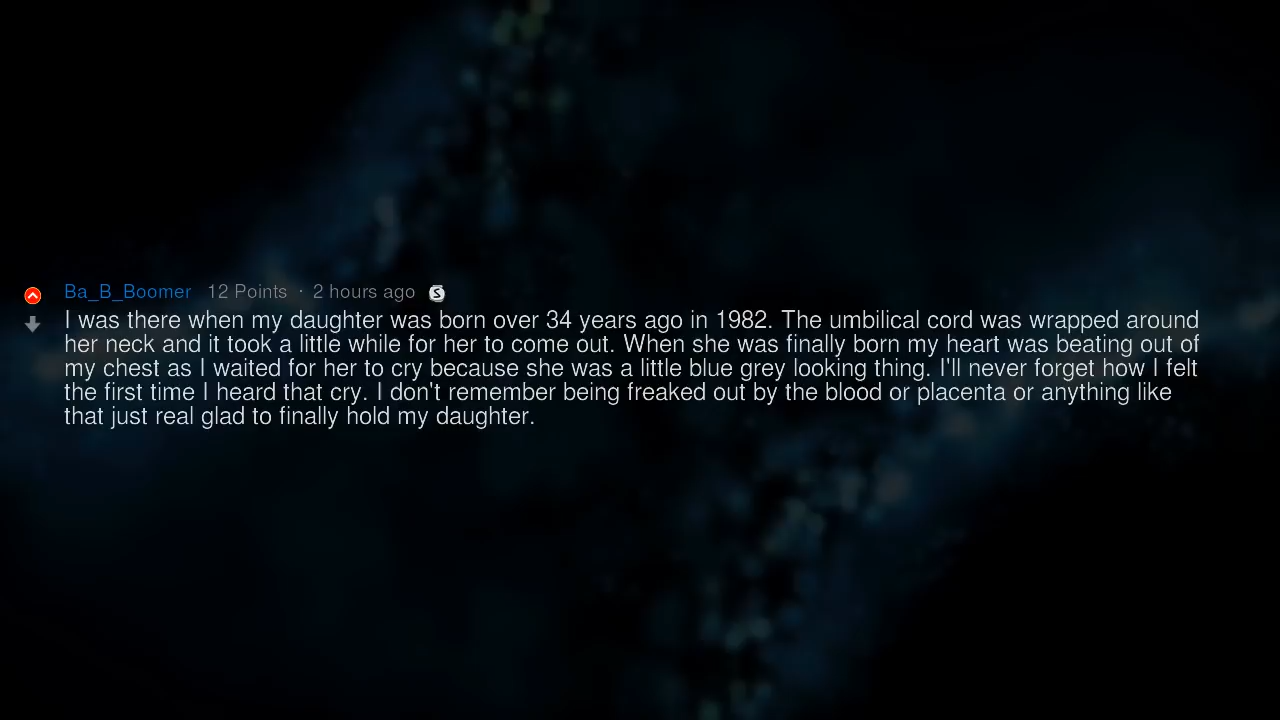 Ba_B_Boomer 12 Points · 2 hours ago
I was there when my daughter was born over 34 years ago in 1982. The umbilical cord was wrapped around
her neck and it took a little while for her to come out. When she was finally born my heart was beating out of
my chest as I waited for her to cry because she was a little blue grey looking thing. I'll never forget how I felt
the first time I heard that cry. I don't remember being freaked out by the blood or placenta or anything like
that just real glad to finally hold my daughter.